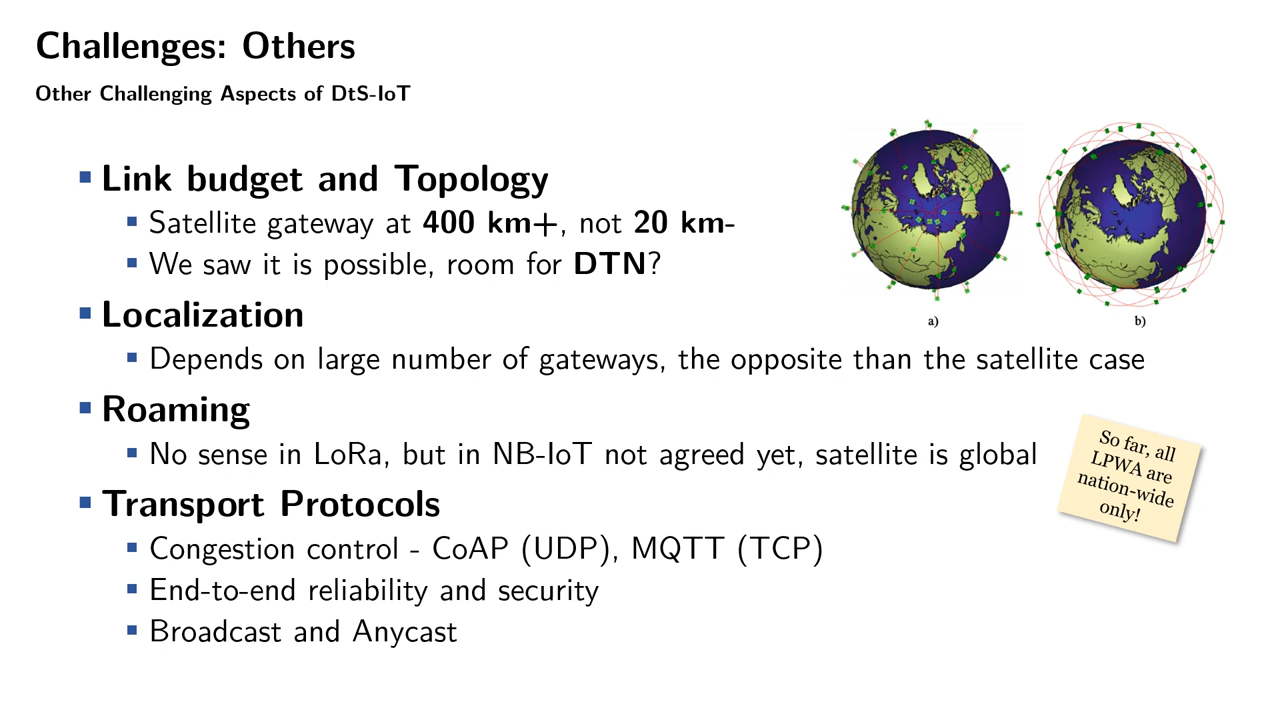 Challenges: Others
Other Challenging Aspects of DtS-IoT
Link budget and Topology
Satellite gateway at 400 km+, not 20 km-
We saw it is possible, room for DTN?
a)
b)
Localization
Depends on large number of gateways, the opposite than the satellite case
Roaming
No sense in LoRa, but in NB-IoT not agreed yet, satellite is global
So far, all
LPWA are
nation-wide
only!
Transport Protocols
Congestion control - CoAP (UDP), MQTT (TCP)
End-to-end reliability and security
Broadcast and Anycast